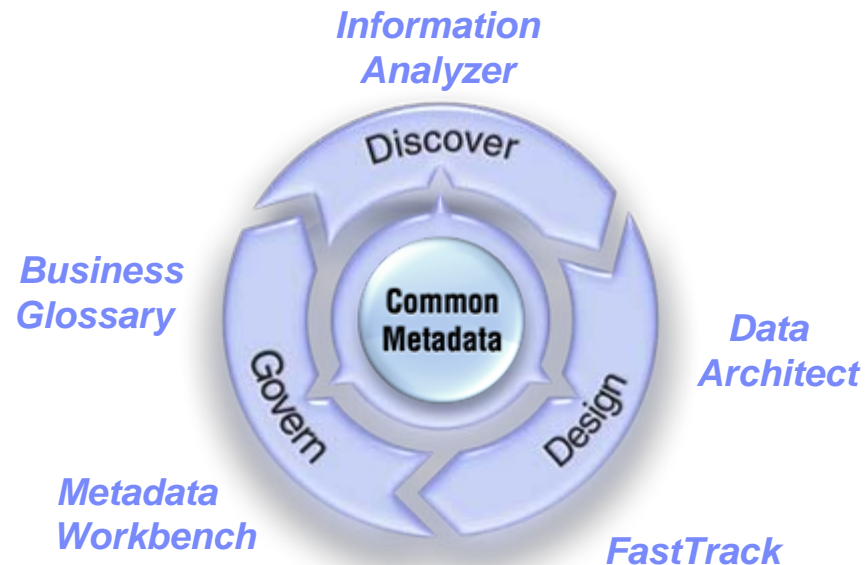 Information
Analyzer
Discover
Business
Glossary
Common
Metadata
Data
Architect
Govern
Design
Metadata
Workbench
FastTrack